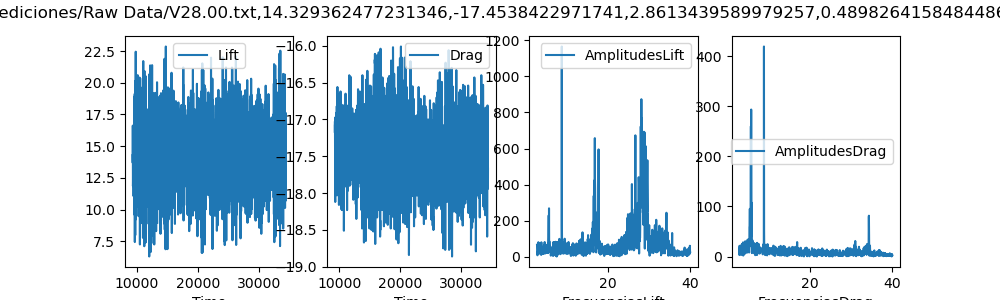 ediciones/Raw Data/V28.00.txt,14.329362477231346,-17.4538422971741,2.8613439589979257,0.4898264158484486
Lift
22.5
20.0
17.5
15.0
12.5
10.0
7.5
10000 20000 30000
Time
Drag
−16.0
−16.5
−17.0
−17.5
−18.0
−18.5
−19.0
10000 20000 30000
Time
AmplitudesLift
1200
1000
800
600
400
200
0
20 40
FrequenciesLift
AmplitudesDrag
400
300
200
100
0
20 40
FrequenciesDrag